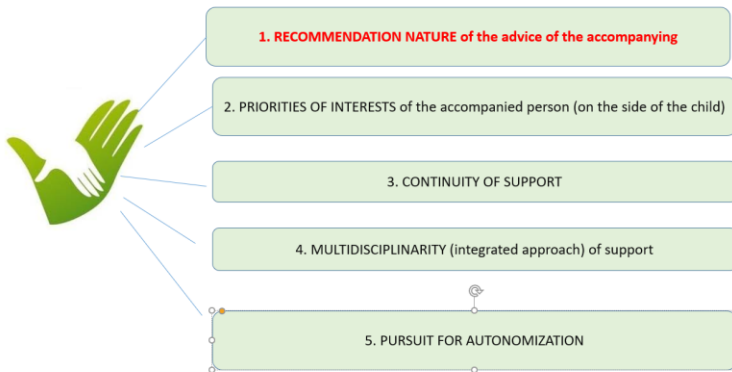 1. RECOMMENDATION NATURE of the advice of the accompanying
2. PRIORITIES OF INTERESTS of the accompanied person (on the side of the child)
3. CONTINUITY OF SUPPORT
4. MULTIDISCIPLINARITY (integrated approach) of support
5. PURSUIT FOR AUTONOMIZATION